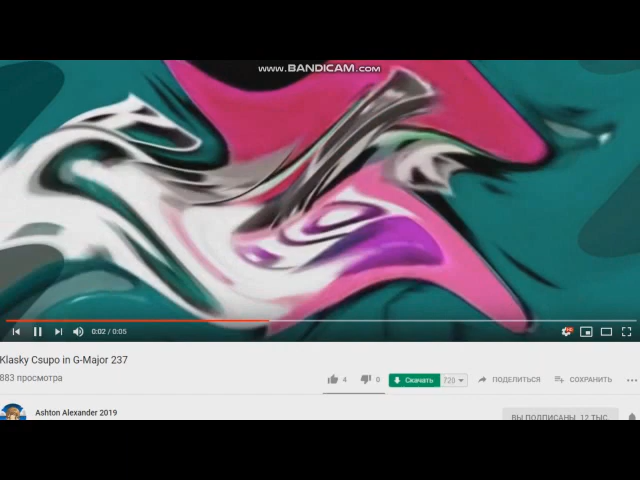 www.BANDICAM.com
0:02 / 0:05
Klasky Csupo in G-Major 237
883 просмотра
4
0
Скачать
720
ПОДЕЛИТЬСЯ
СОХРАНИТЬ
Ashton Alexander 2019
ВЫ ПОДПИСАНЫ 12 ТЫС.